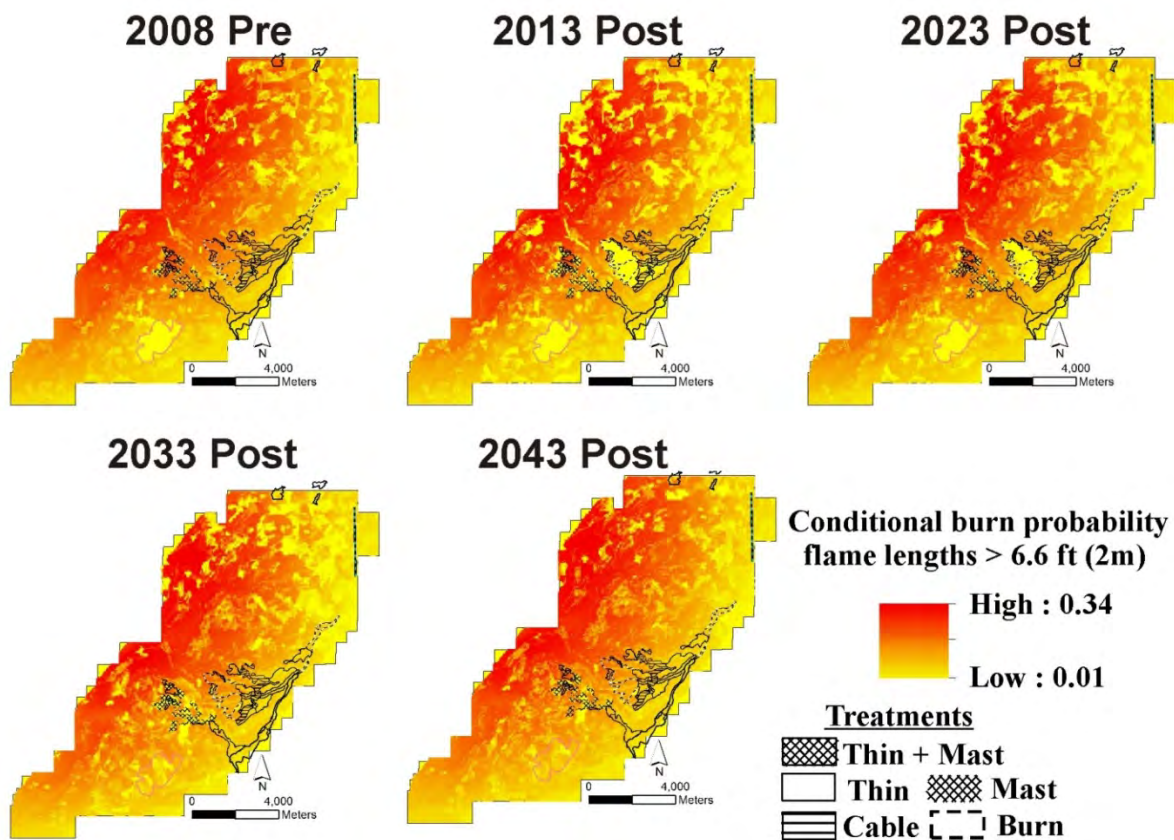 2008 Pre
2013 Post
2023 Post
N
0 4,000
Meters
N
0 4,000
Meters
N
0 4,000
Meters
2033 Post
2043 Post
N
0 4,000
Meters
N
0 4,000
Meters
Conditional burn probability
flame lengths > 6.6 ft (2m)
High : 0.34
Low : 0.01
Treatments
Thin + Mast
Thin Mast
Cable Burn